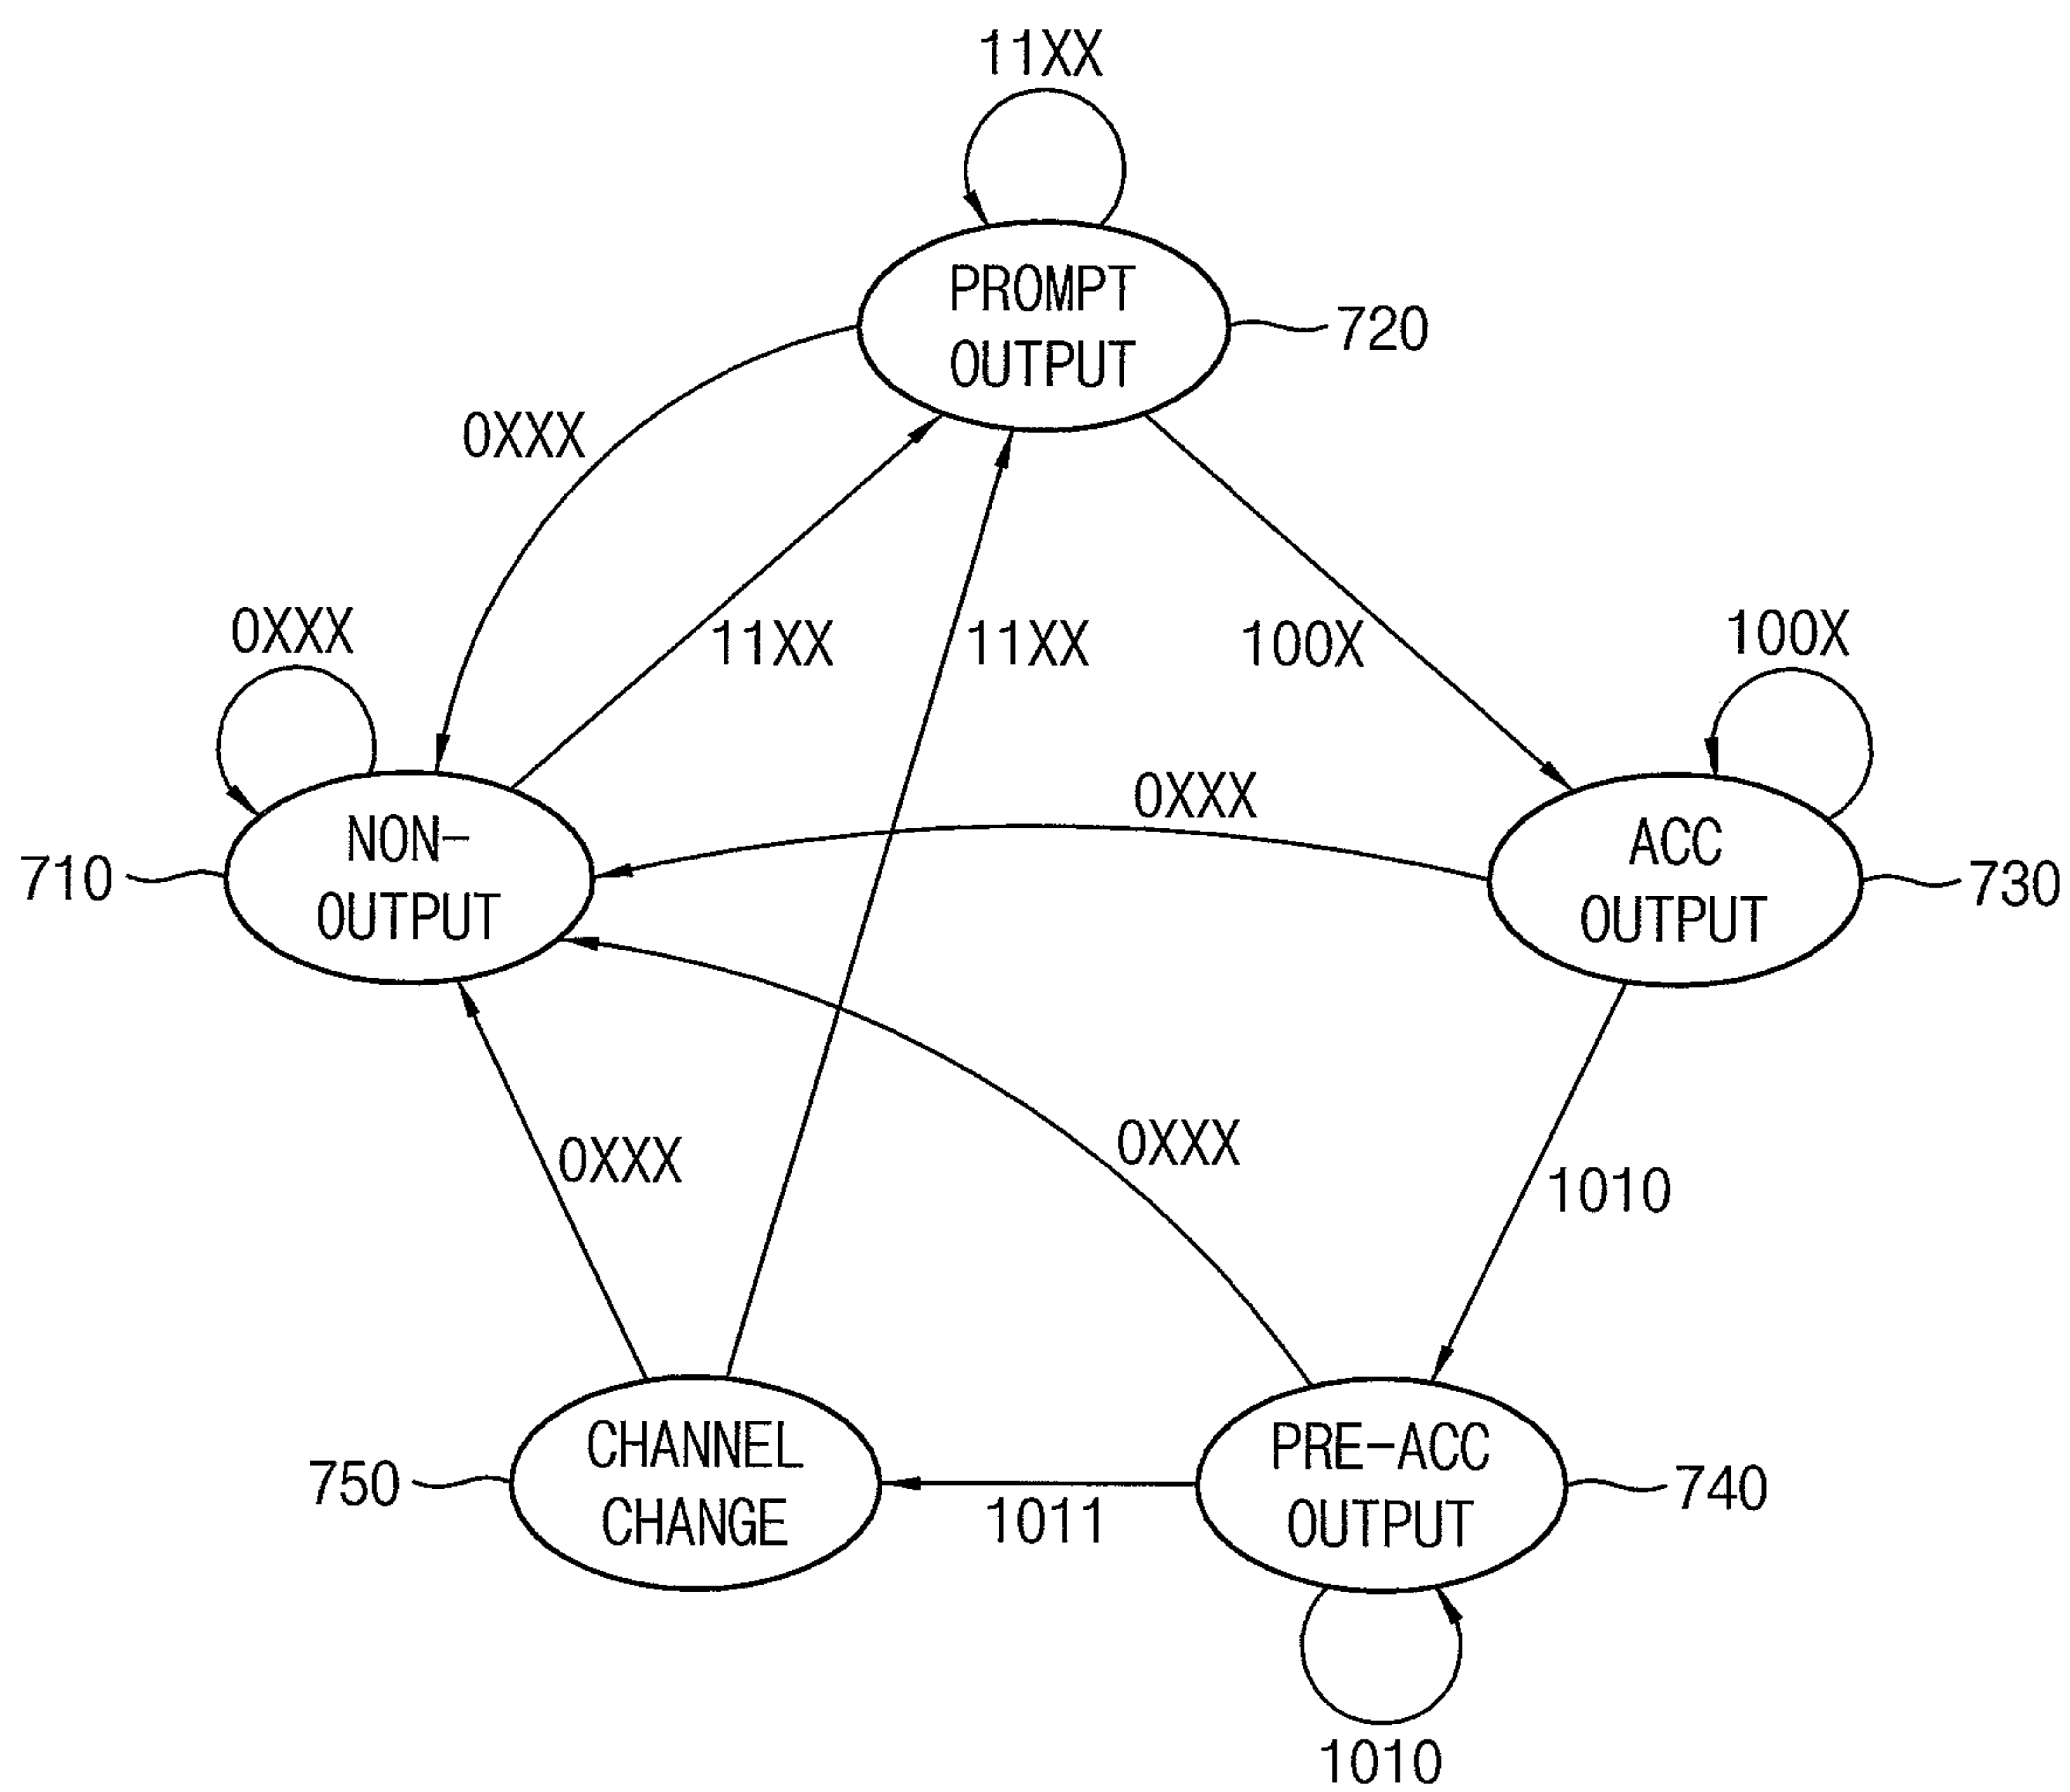 11XX
PROMPT
OUTPUT
720
0XXX
0XXX
11XX
11XX
100X
100X
0XXX
NON-
OUTPUT
710
ACC
OUTPUT
730
0XXX
0XXX
1010
CHANNEL
CHANGE
750
1011
PRE-ACC
OUTPUT
740
1010